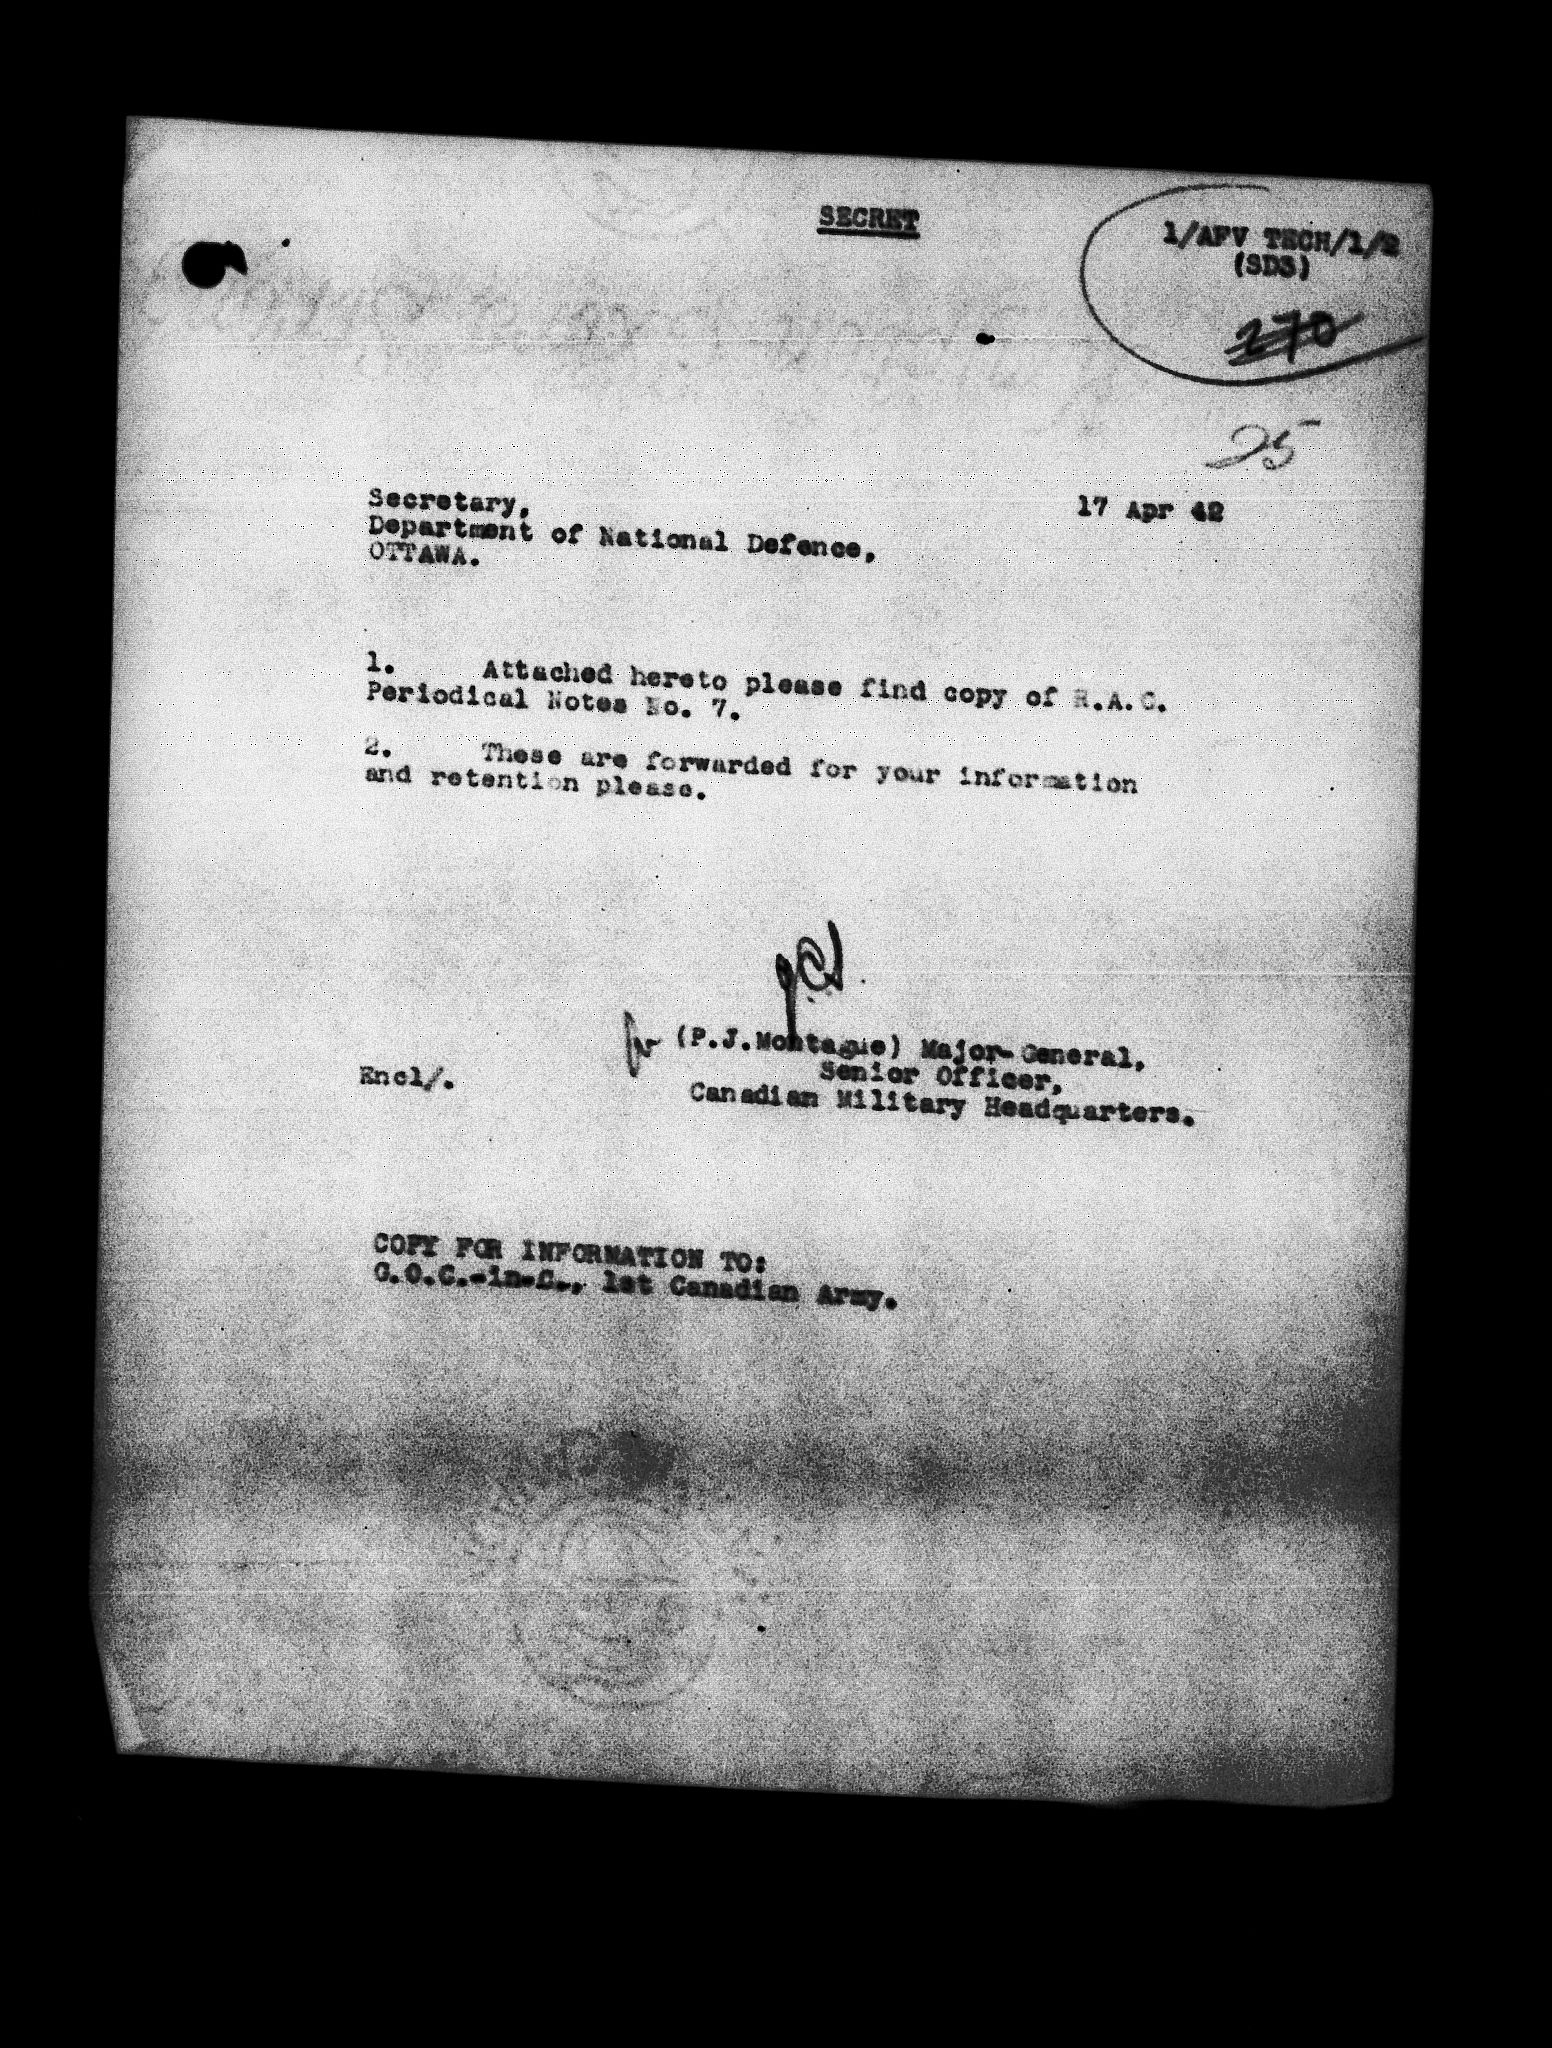 SECRET
1/AFV TECH/1/2
(SD3)
270
25
17 Apr 42
Secretary,
Department of National Defence,
OTTAWA.
1. Attached hereto please find copy of R.A.C.
Periodical Notes No. 7.
2. These are forwarded for your information
and retention please.
for (P.J.Montague) Major-General,
Senior Officer,
Canadian Military Headquarters.
Encl/.
COPY FOR INFORMATION TO:
G.O.C.-in-C., 1st Canadian Army.